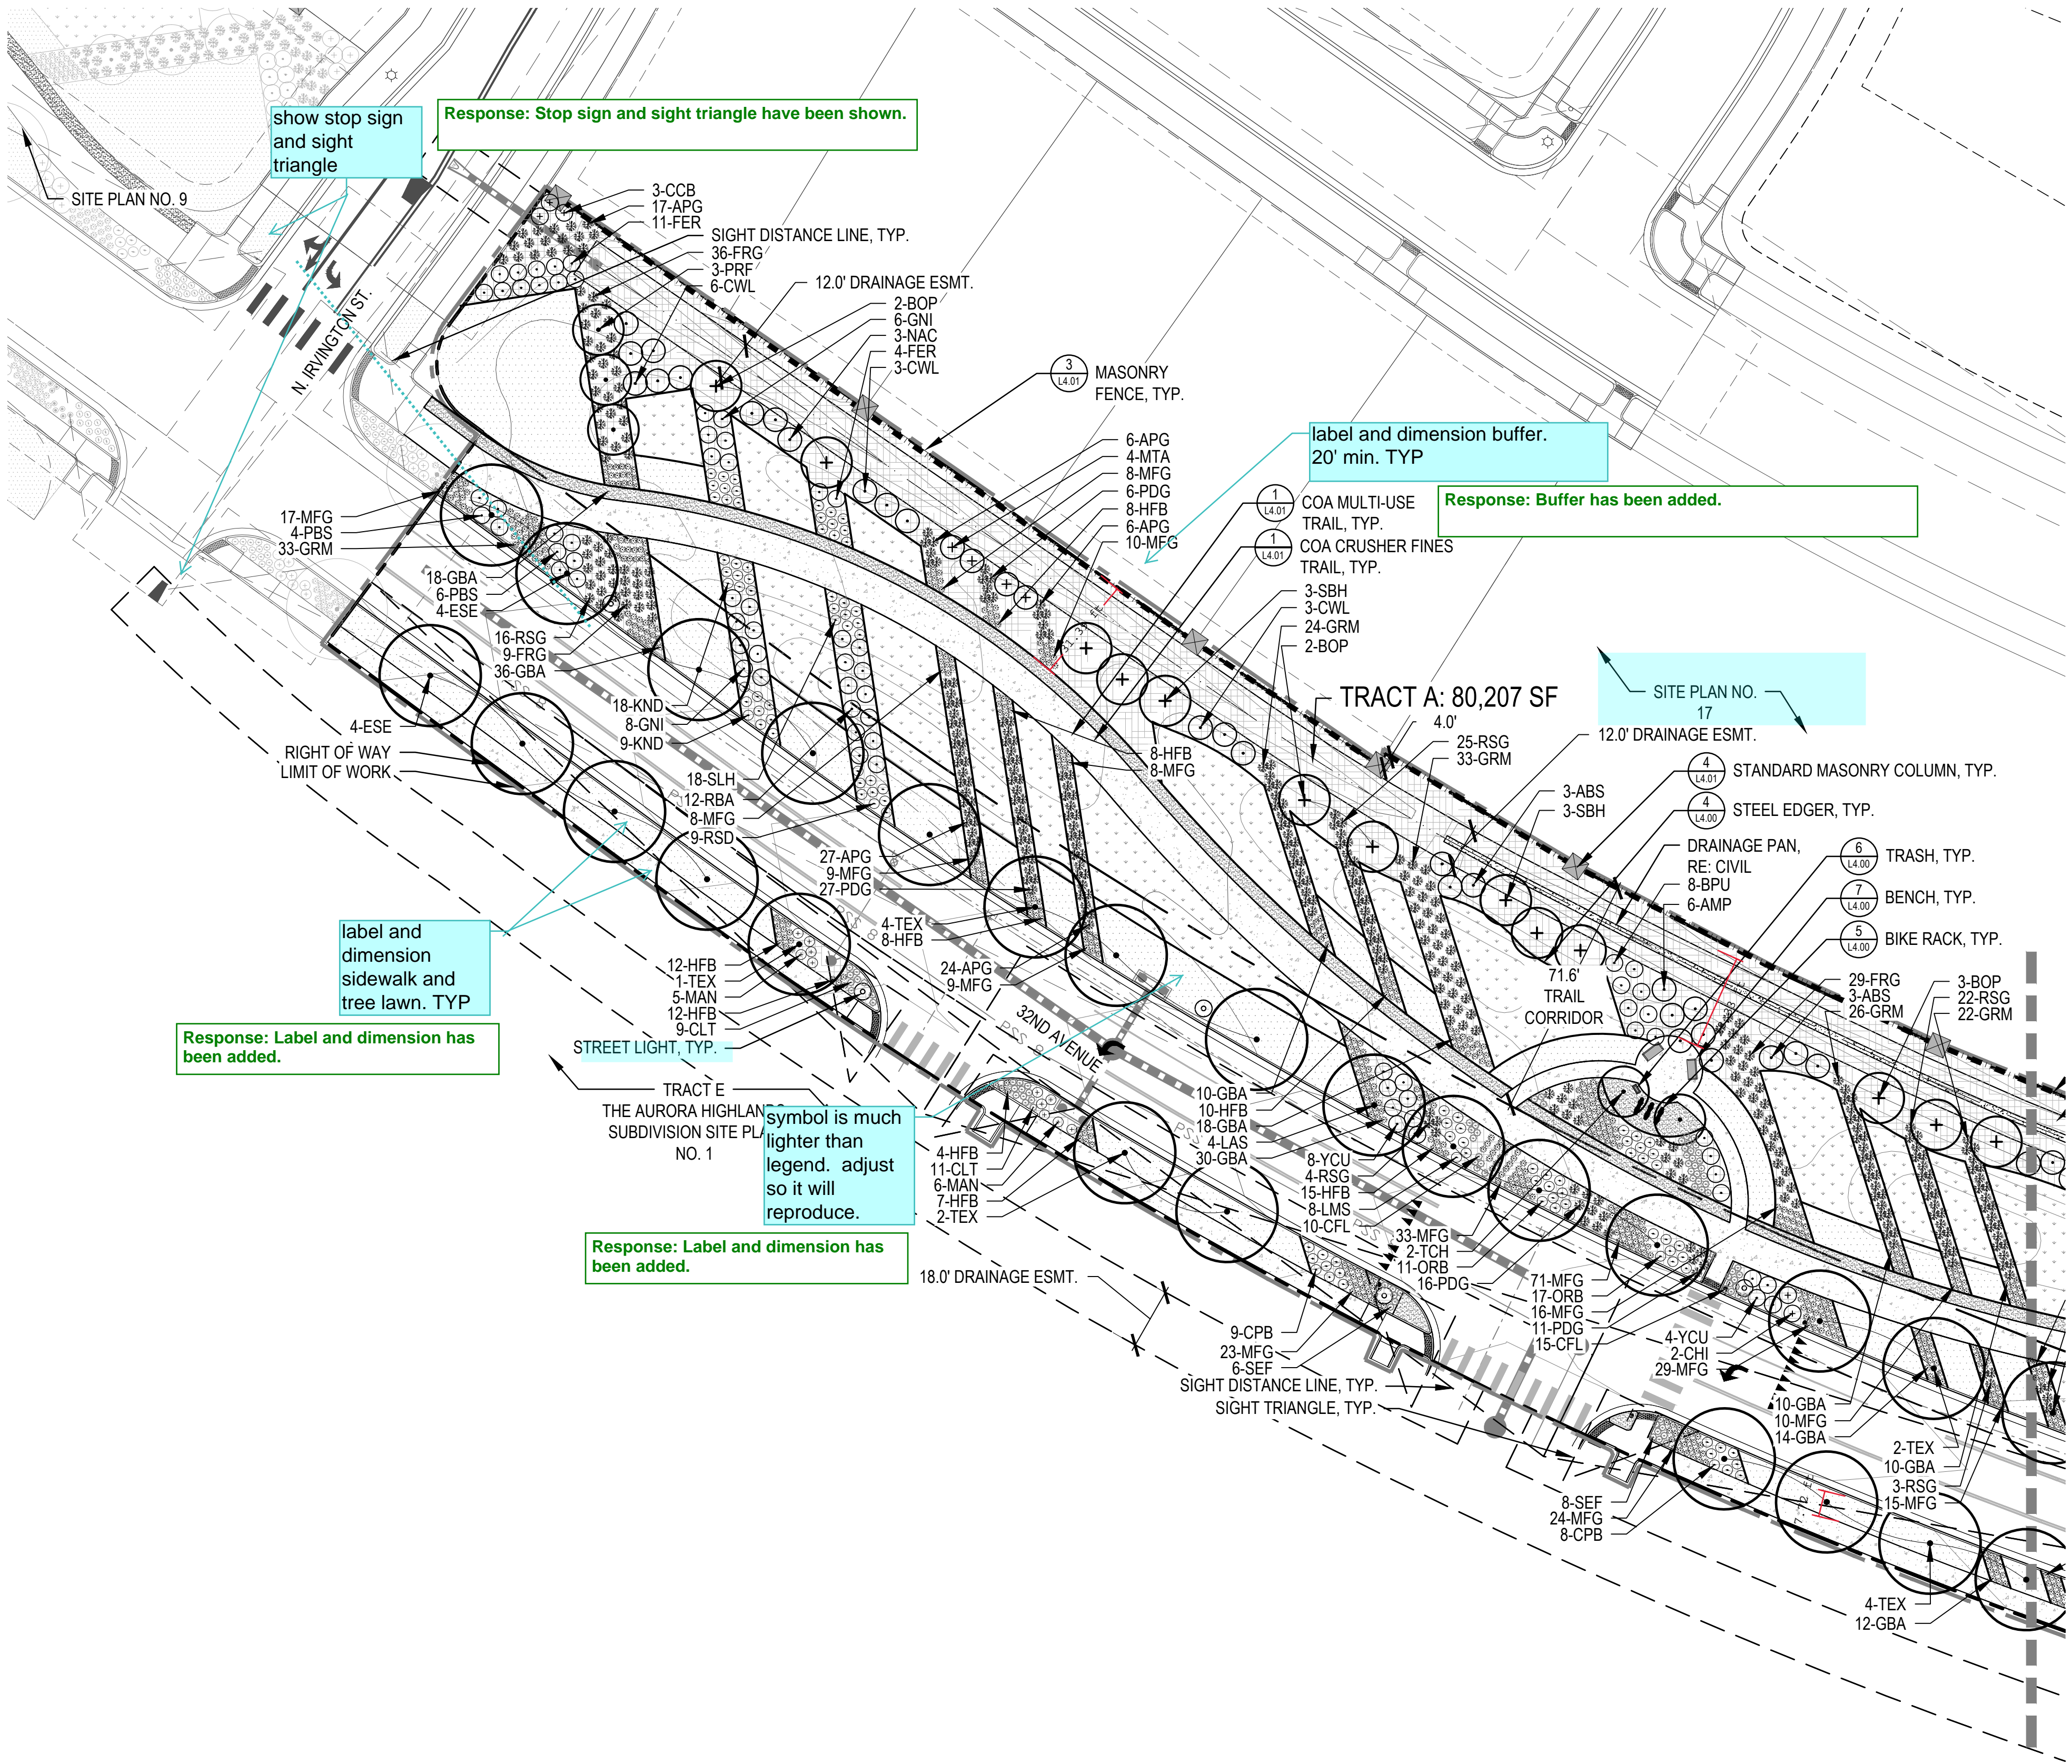 show stop sign
and sight
triangle
Response: Stop sign and sight triangle have been shown.
SITE PLAN NO. 9
N. IRVINGTON ST.
3-CCB
17-APG
11-FER
SIGHT DISTANCE LINE, TYP.
36-FRG
3-PRF
6-CWL
12.0' DRAINAGE ESMT.
2-BOP
6-GNI
3-NAC
4-FER
3-CWL
3
L4.01
MASONRY
FENCE, TYP.
label and dimension buffer.
20' min. TYP
Response: Buffer has been added.
6-APG
4-MTA
8-MFG
6-PDG
8-HFB
6-APG
10-MFG
1
L4.01
COA MULTI-USE
TRAIL, TYP.
1
L4.01
COA CRUSHER FINES
TRAIL, TYP.
3-SBH
3-CWL
24-GRM
2-BOP
17-MFG
4-PBS
33-GRM
18-GBA
6-PBS
4-ESE
16-RSG
9-FRG
36-GBA
4-ESE
RIGHT OF WAY
LIMIT OF WORK
18-KND
8-GNI
9-KND
18-SLH
12-RBA
8-MFG
9-RSD
8-HFB
8-MFG
TRACT A: 80,207 SF
4.0'
25-RSG
33-GRM
SITE PLAN NO.
17
12.0' DRAINAGE ESMT.
4
L4.01
STANDARD MASONRY COLUMN, TYP.
3-ABS
3-SBH
4
L4.00
STEEL EDGER, TYP.
DRAINAGE PAN,
RE: CIVIL
8-BPU
6-AMP
6
L4.00
TRASH, TYP.
7
L4.00
BENCH, TYP.
5
L4.00
BIKE RACK, TYP.
27-APG
9-MFG
27-PDG
4-TEX
8-HFB
24-APG
9-MFG
71.6'
TRAIL
CORRIDOR
29-FRG
3-ABS
26-GRM
3-BOP
22-RSG
22-GRM
label and
dimension
sidewalk and
tree lawn. TYP
Response: Label and dimension has
been added.
12-HFB
1-TEX
5-MAN
12-HFB
9-CLT
STREET LIGHT, TYP.
32ND AVENUE
PSS 8
TRACT E
THE AURORA HIGHLANDS
SUBDIVISION SITE PLA
NO. 1
symbol is much
lighter than
legend. adjust
so it will
reproduce.
Response: Label and dimension has
been added.
4-HFB
11-CLT
6-MAN
7-HFB
2-TEX
18.0' DRAINAGE ESMT.
10-GBA
10-HFB
18-GBA
4-LAS
30-GBA
8-YCU
4-RSG
15-HFB
8-LMS
10-CFL
33-MFG
2-TCH
11-ORB
16-PDG
71-MFG
17-ORB
16-MFG
11-PDG
15-CFL
9-CPB
23-MFG
6-SEF
SIGHT DISTANCE LINE, TYP.
SIGHT TRIANGLE, TYP.
4-YCU
2-CHI
29-MFG
10-GBA
10-MFG
14-GBA
2-TEX
10-GBA
3-RSG
15-MFG
8-SEF
24-MFG
8-CPB
4-TEX
12-GBA